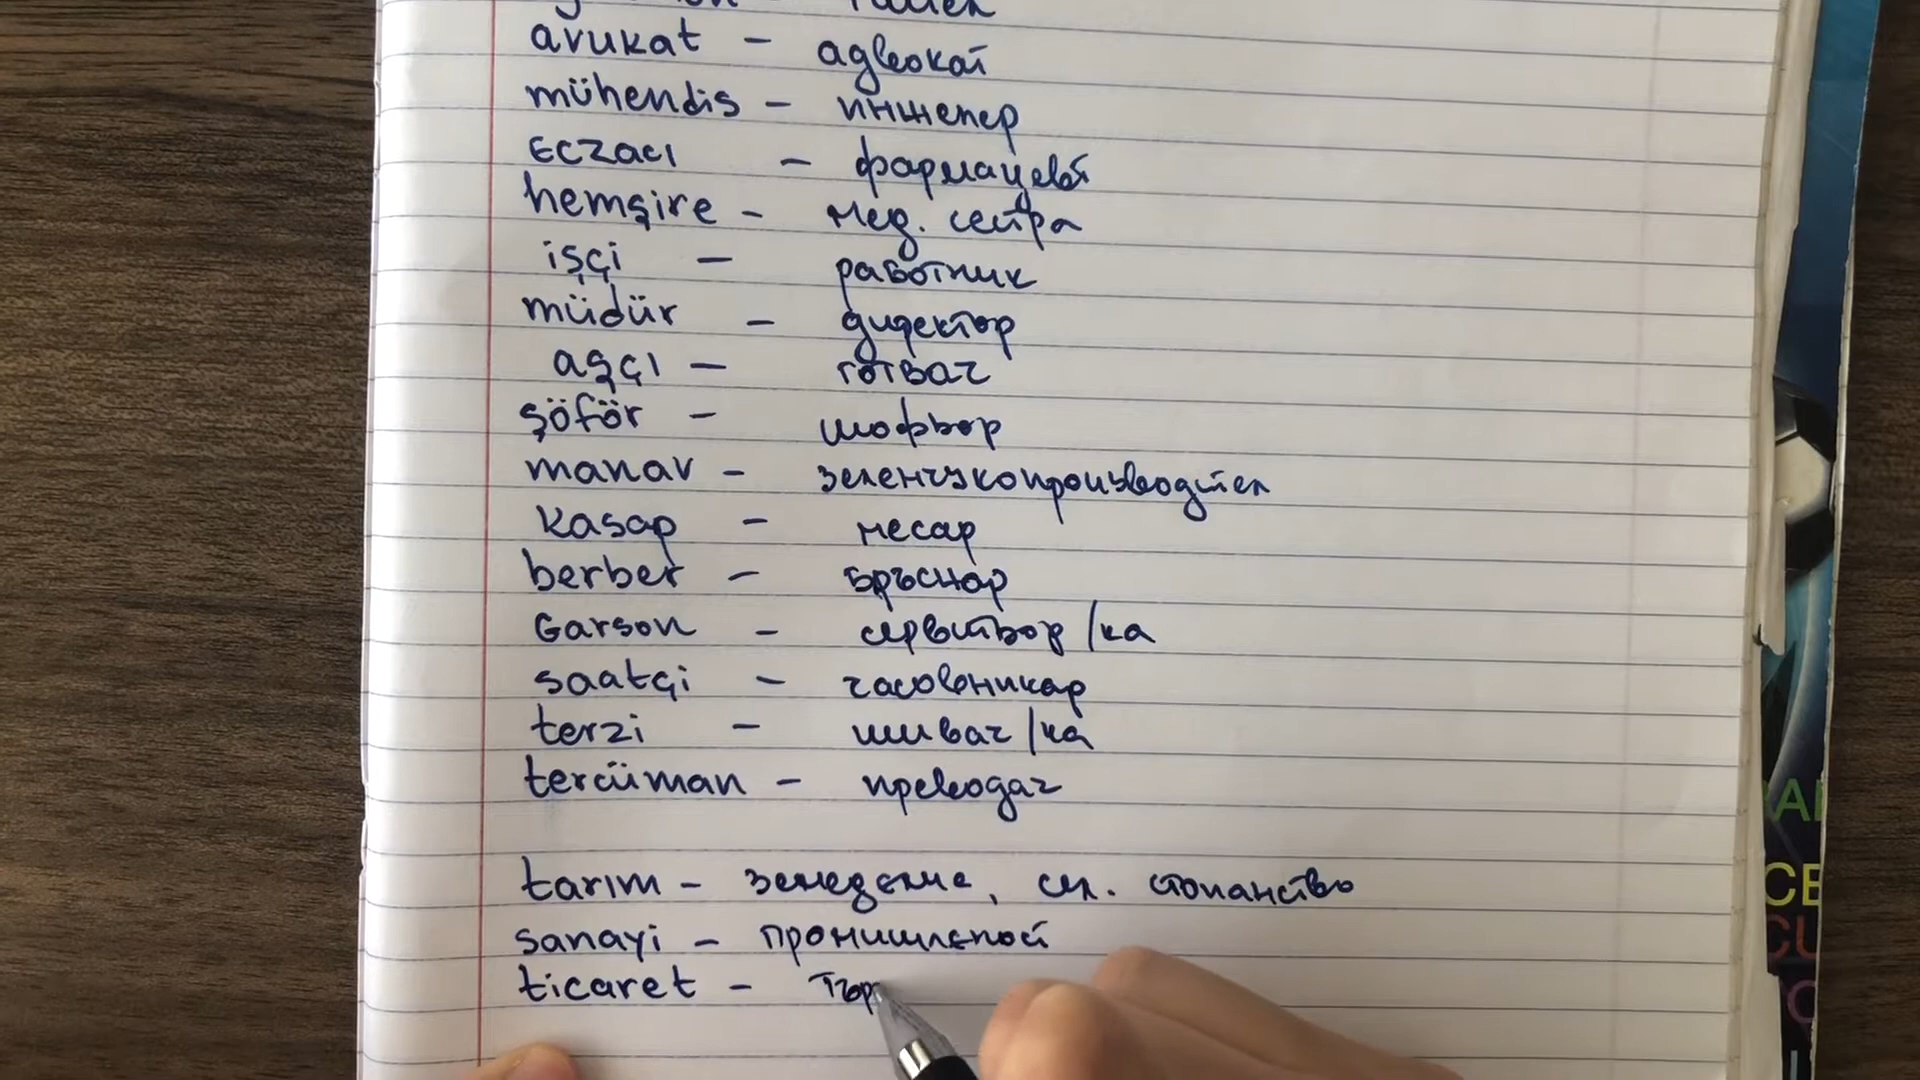 avukat - адвокат
mühendis - инженер
Eczacı - фармацевт
hemşire - мед. сестра
işçi - работник
müdür - директор
aşçı - готвач
şöför - шофьор
manav - зеленчукопроизводител
kasap - месар
berber - бръснар
Garson - сервитьор/ка
saatçi - часовникар
terzi - шивач/ка
tercüman - преводач
tarım - земеделие, сел. стопанство
sanayi - промишленост
ticaret - тър